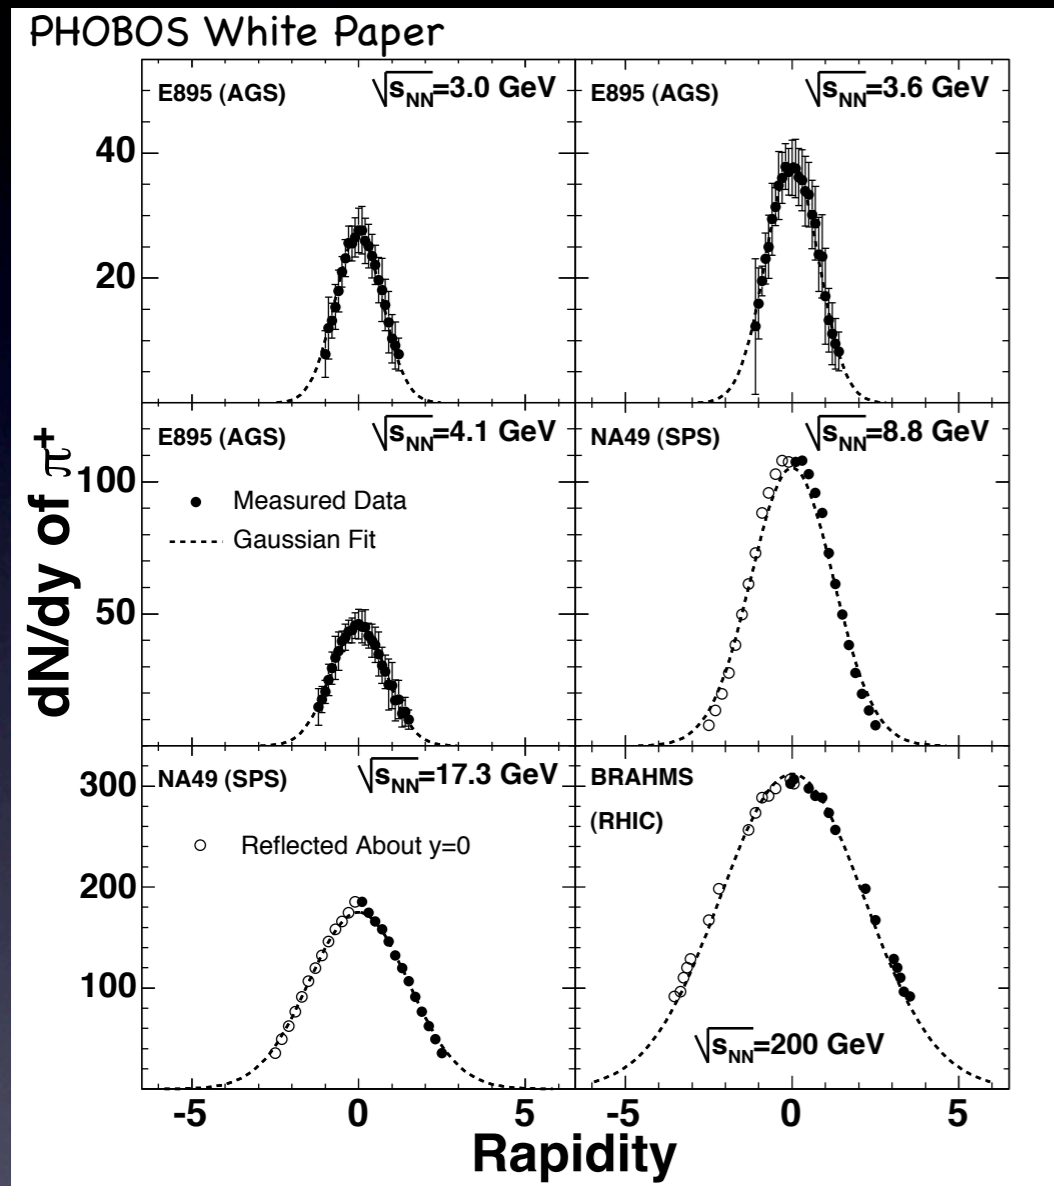 PHOBOS White Paper
E895 (AGS) √sNN=3.0 GeV
E895 (AGS) √sNN=3.6 GeV
40
20
E895 (AGS) √sNN=4.1 GeV
NA49 (SPS) √sNN=8.8 GeV
100
Measured Data
Gaussian Fit
50
dN/dy of π+
NA49 (SPS) √sNN=17.3 GeV
BRAHMS
(RHIC)
300
Reflected About y=0
200
100
√sNN=200 GeV
-5 0 5 -5 0 5
Rapidity